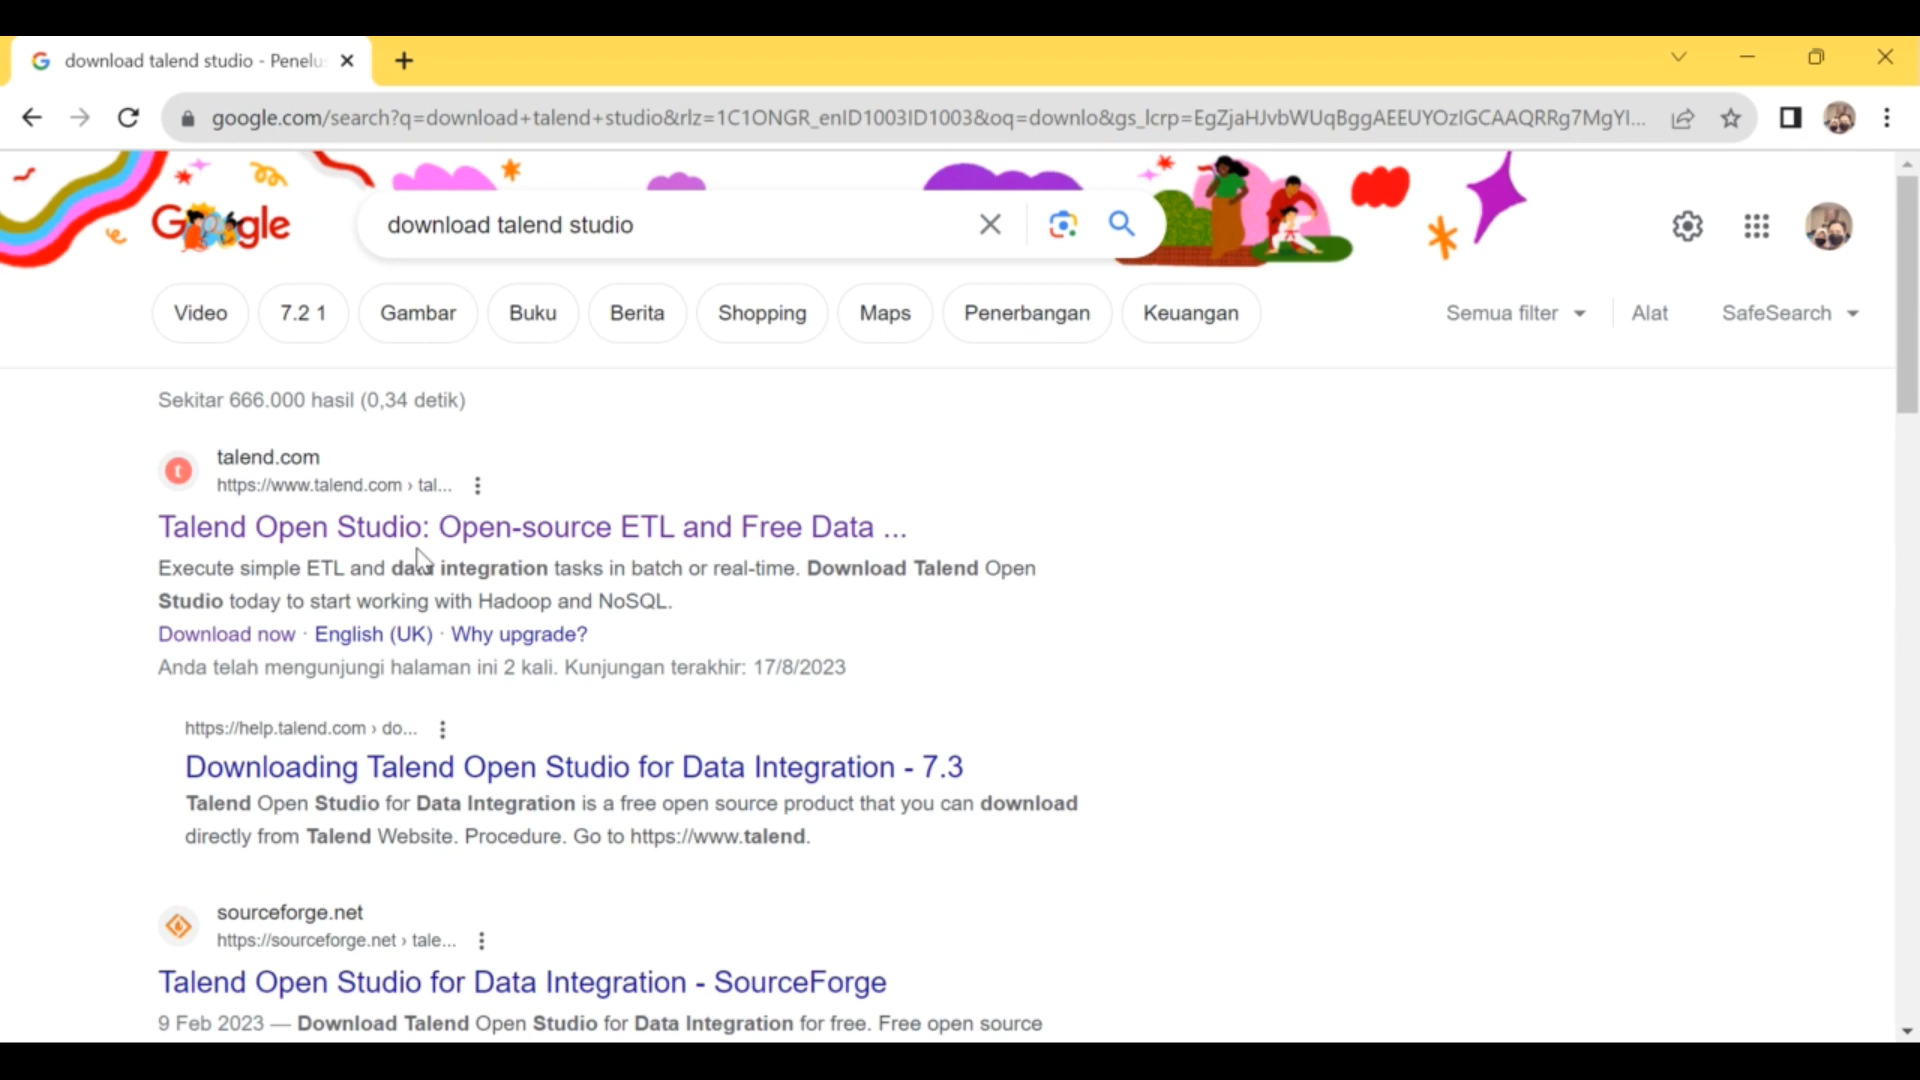 download talend studio - Penelu
google.com/search?q=download+talend+studio&rlz=1C1ONGR_enID1003ID1003&oq=downlo&gs_lcrp=EgZjaHJvbWUqBggAEEUYOzIGCAAQRRg7MgYI...
Google
download talend studio
Video
7.2 1
Gambar
Buku
Berita
Shopping
Maps
Penerbangan
Keuangan
Semua filter
Alat
SafeSearch
Sekitar 666.000 hasil (0,34 detik)
talend.com
https://www.talend.com › tal...
Talend Open Studio: Open-source ETL and Free Data ...
Execute simple ETL and data integration tasks in batch or real-time. Download Talend Open
Studio today to start working with Hadoop and NoSQL.
Download now · English (UK) · Why upgrade?
Anda telah mengunjungi halaman ini 2 kali. Kunjungan terakhir: 17/8/2023
https://help.talend.com › do...
Downloading Talend Open Studio for Data Integration - 7.3
Talend Open Studio for Data Integration is a free open source product that you can download
directly from Talend Website. Procedure. Go to https://www.talend.
sourceforge.net
https://sourceforge.net › tale...
Talend Open Studio for Data Integration - SourceForge
9 Feb 2023 — Download Talend Open Studio for Data Integration for free. Free open source